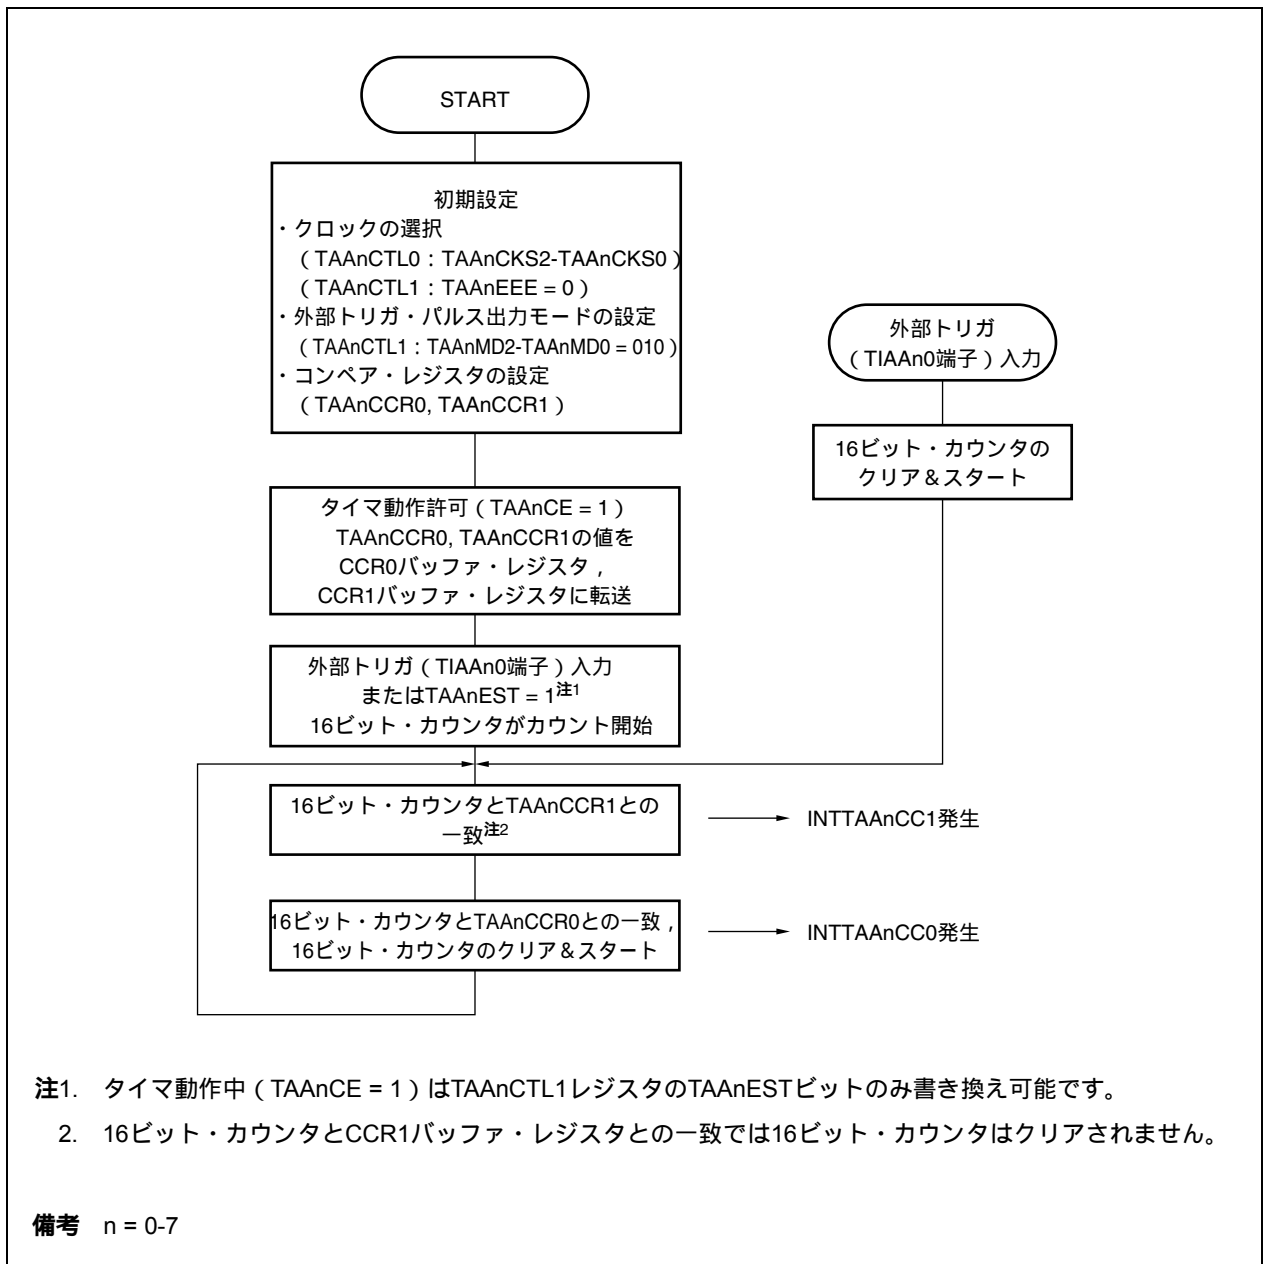 START
初期設定
・クロックの選択
（TAAnCTL0：TAAnCKS2-TAAnCKS0）
（TAAnCTL1：TAAnEEE = 0）
・外部トリガ・パルス出力モードの設定
（TAAnCTL1：TAAnMD2-TAAnMD0 = 010）
・コンペア・レジスタの設定
（TAAnCCR0, TAAnCCR1）
外部トリガ
（TIAAn0端子）入力
16ビット・カウンタの
クリア＆スタート
タイマ動作許可（TAAnCE = 1）
TAAnCCR0, TAAnCCR1の値を
CCR0バッファ・レジスタ，
CCR1バッファ・レジスタに転送
外部トリガ（TIAAn0端子）入力
またはTAAnEST = 1注1
16ビット・カウンタがカウント開始
16ビット・カウンタとTAAnCCR1との
一致注2
INTTAAnCC1発生
16ビット・カウンタとTAAnCCR0との一致，
16ビット・カウンタのクリア＆スタート
INTTAAnCC0発生
注1. タイマ動作中（TAAnCE = 1）はTAAnCTL1レジスタのTAAnESTビットのみ書き換え可能です。
2. 16ビット・カウンタとCCR1バッファ・レジスタとの一致では16ビット・カウンタはクリアされません。
備考 n = 0-7